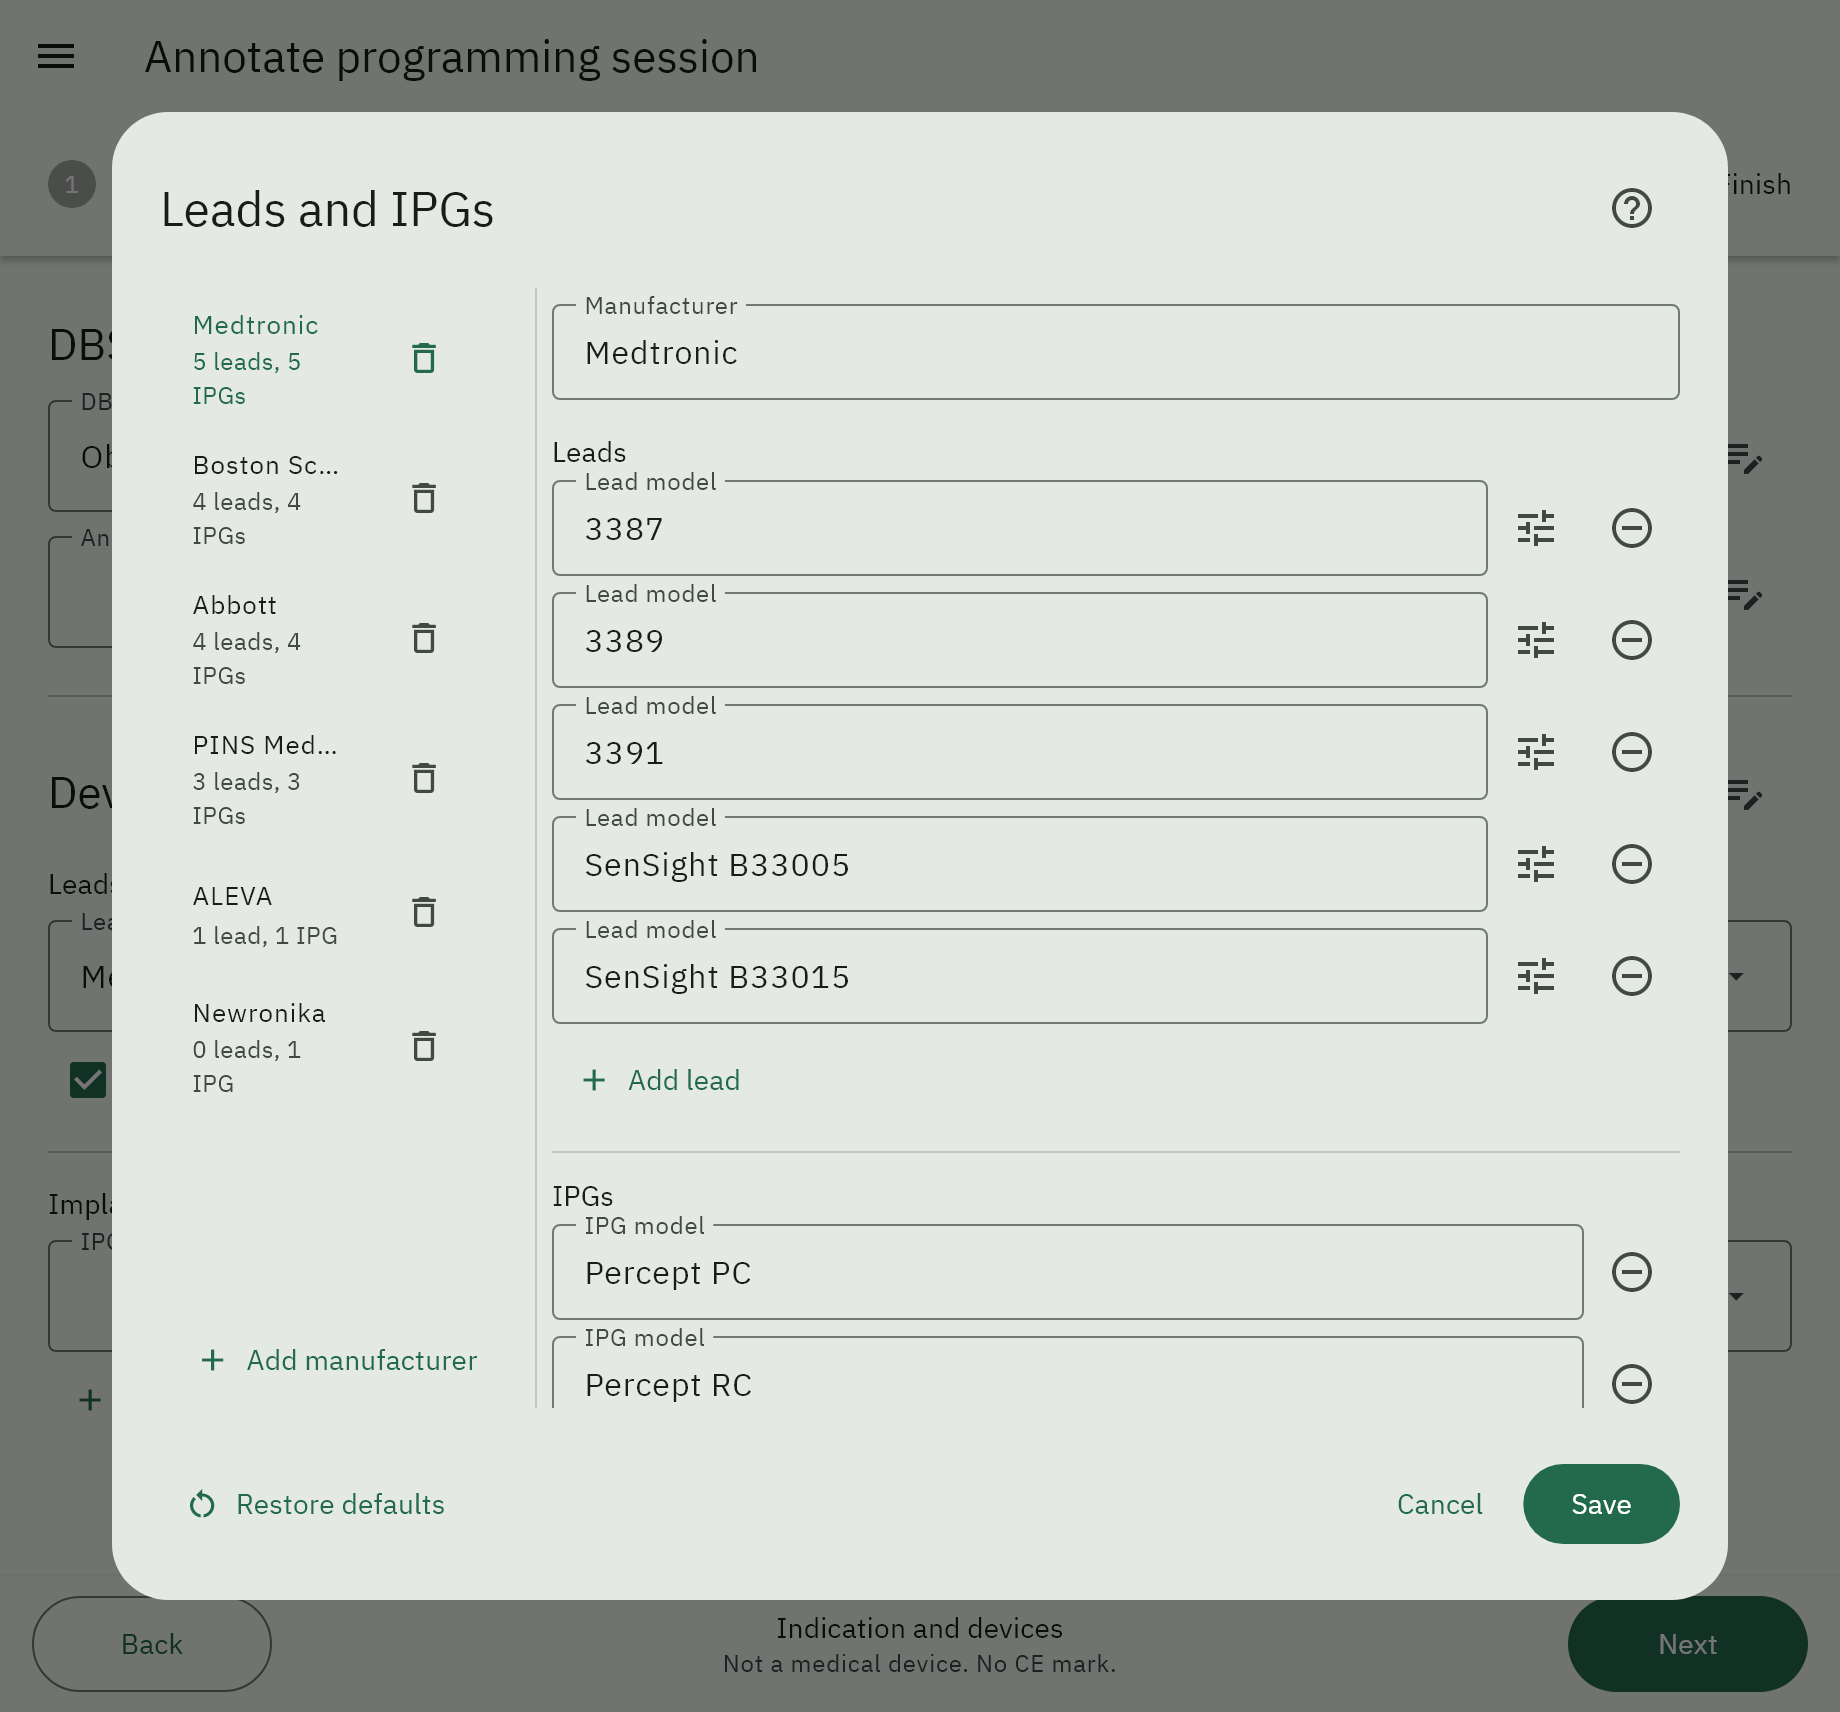 Annotate programming session
1
Finish
Leads and IPGs
Medtronic
5 leads, 5
IPGs
Boston Sc...
4 leads, 4
IPGs
Abbott
4 leads, 4
IPGs
PINS Med...
3 leads, 3
IPGs
ALEVA
1 lead, 1 IPG
Newronika
0 leads, 1
IPG
Add manufacturer
Manufacturer
Medtronic
Leads
Lead model
3387
Lead model
3389
Lead model
3391
Lead model
SenSight B33005
Lead model
SenSight B33015
Add lead
IPGs
IPG model
Percept PC
IPG model
Percept RC
Restore defaults
Cancel
Save
Back
Indication and devices
Not a medical device. No CE mark.
Next